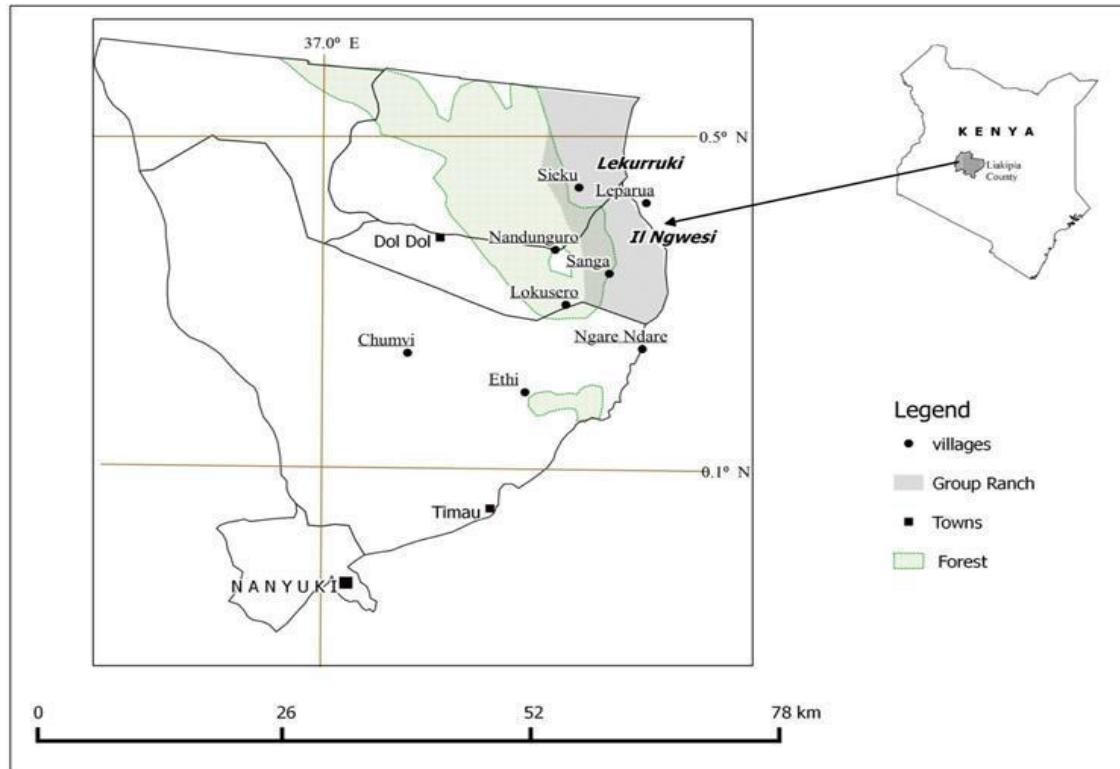 37.0° E
0.5° N
KENYA
Liakipia
County
Lekurruki
Sieku
Leparua
Il Ngwesi
Nandunguro
Dol Dol
Sanga
Lokusero
Chumvi
Ngare Ndare
Ethi
Legend
villages
Group Ranch
Towns
Forest
0.1° N
Timau
NANYUKI
0 26 52 78 km